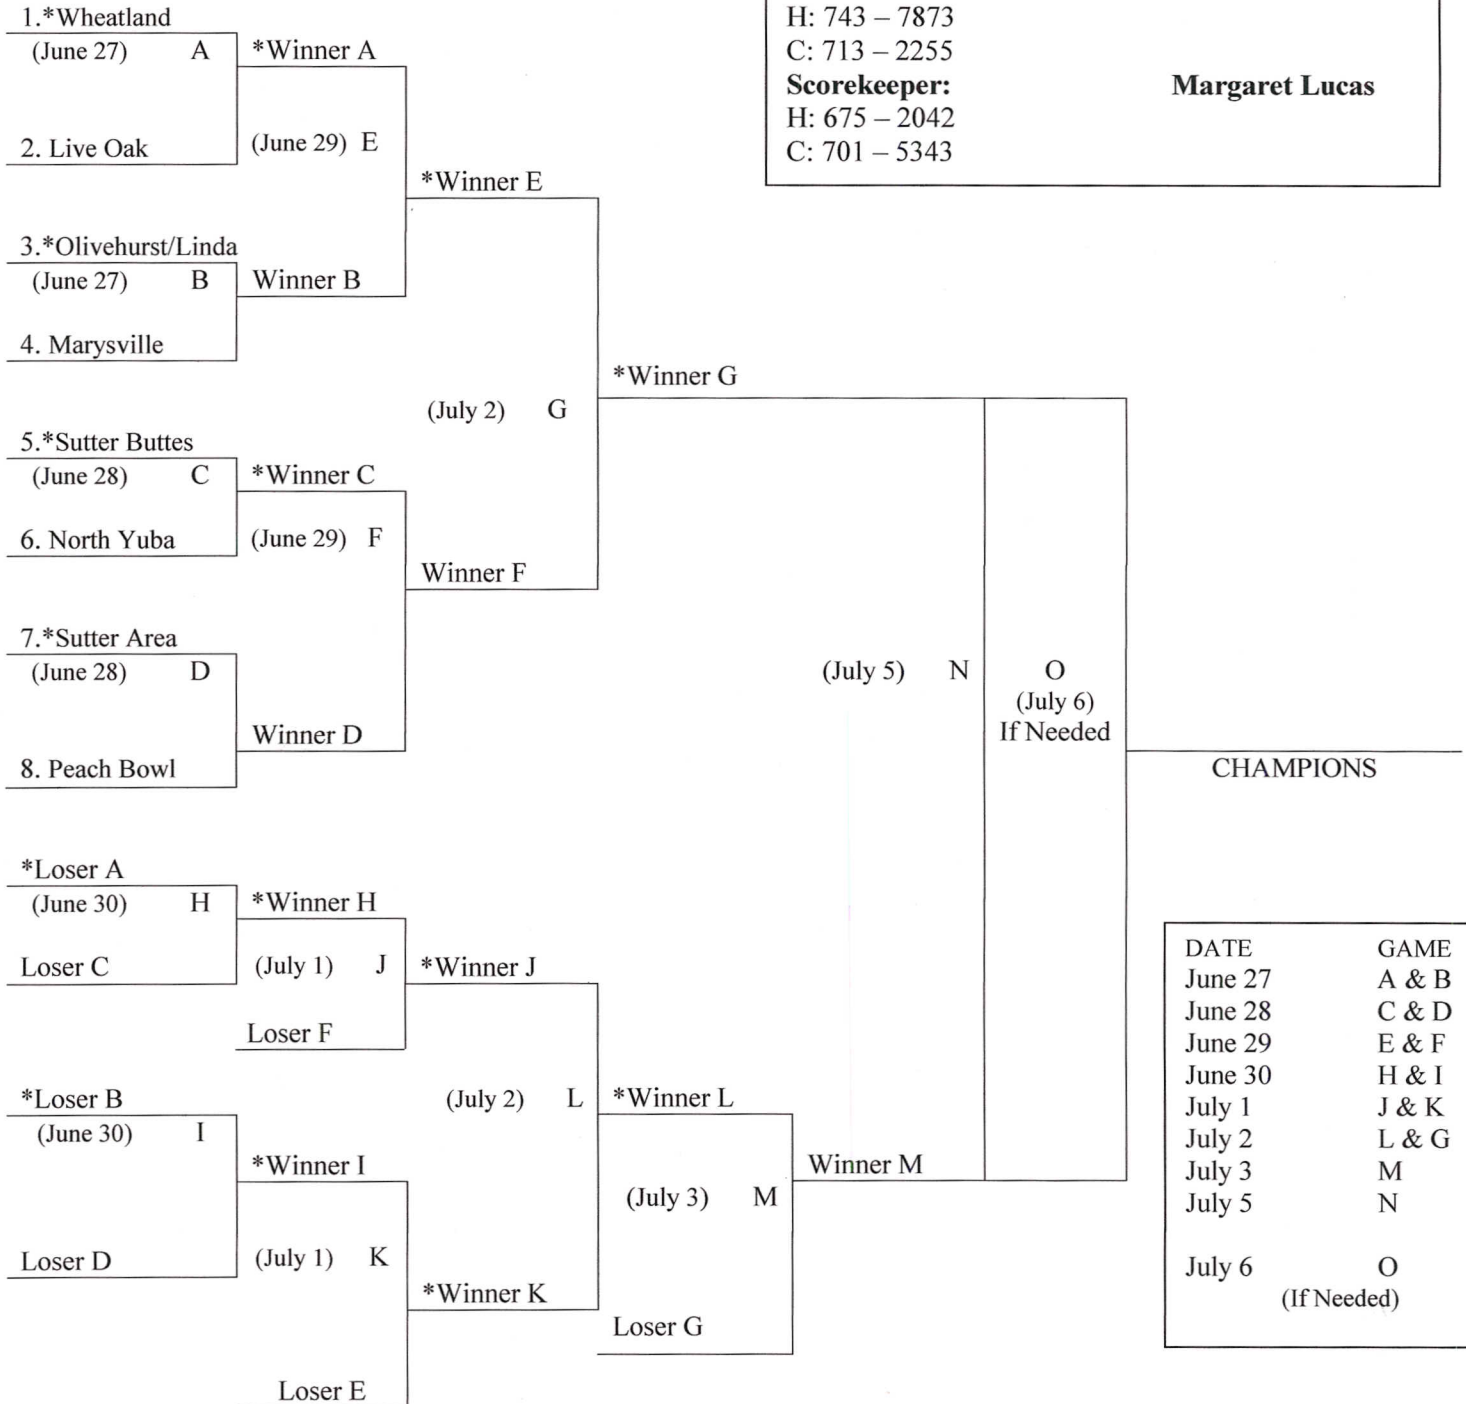 1.*Wheatland
(June 27) A
*Winner A
2. Live Oak
(June 29) E
*Winner E
3.*Olivehurst/Linda
(June 27) B
Winner B
4. Marysville
(July 2) G
*Winner G
5.*Sutter Buttes
(June 28) C
*Winner C
6. North Yuba
(June 29) F
Winner F
7.*Sutter Area
(June 28) D
Winner D
8. Peach Bowl
(July 5) N
O
(July 6)
If Needed
CHAMPIONS
*Loser A
(June 30) H
*Winner H
Loser C
(July 1) J
*Winner J
Loser F
*Loser B
(June 30) I
*Winner I
(July 2) L
*Winner L
Loser D
(July 1) K
*Winner K
(July 3) M
Winner M
Loser G
Loser E
H: 743 – 7873
C: 713 – 2255
Scorekeeper: Margaret Lucas
H: 675 – 2042
C: 701 – 5343
DATE GAME
June 27 A & B
June 28 C & D
June 29 E & F
June 30 H & I
July 1 J & K
July 2 L & G
July 3 M
July 5 N
July 6 O
(If Needed)